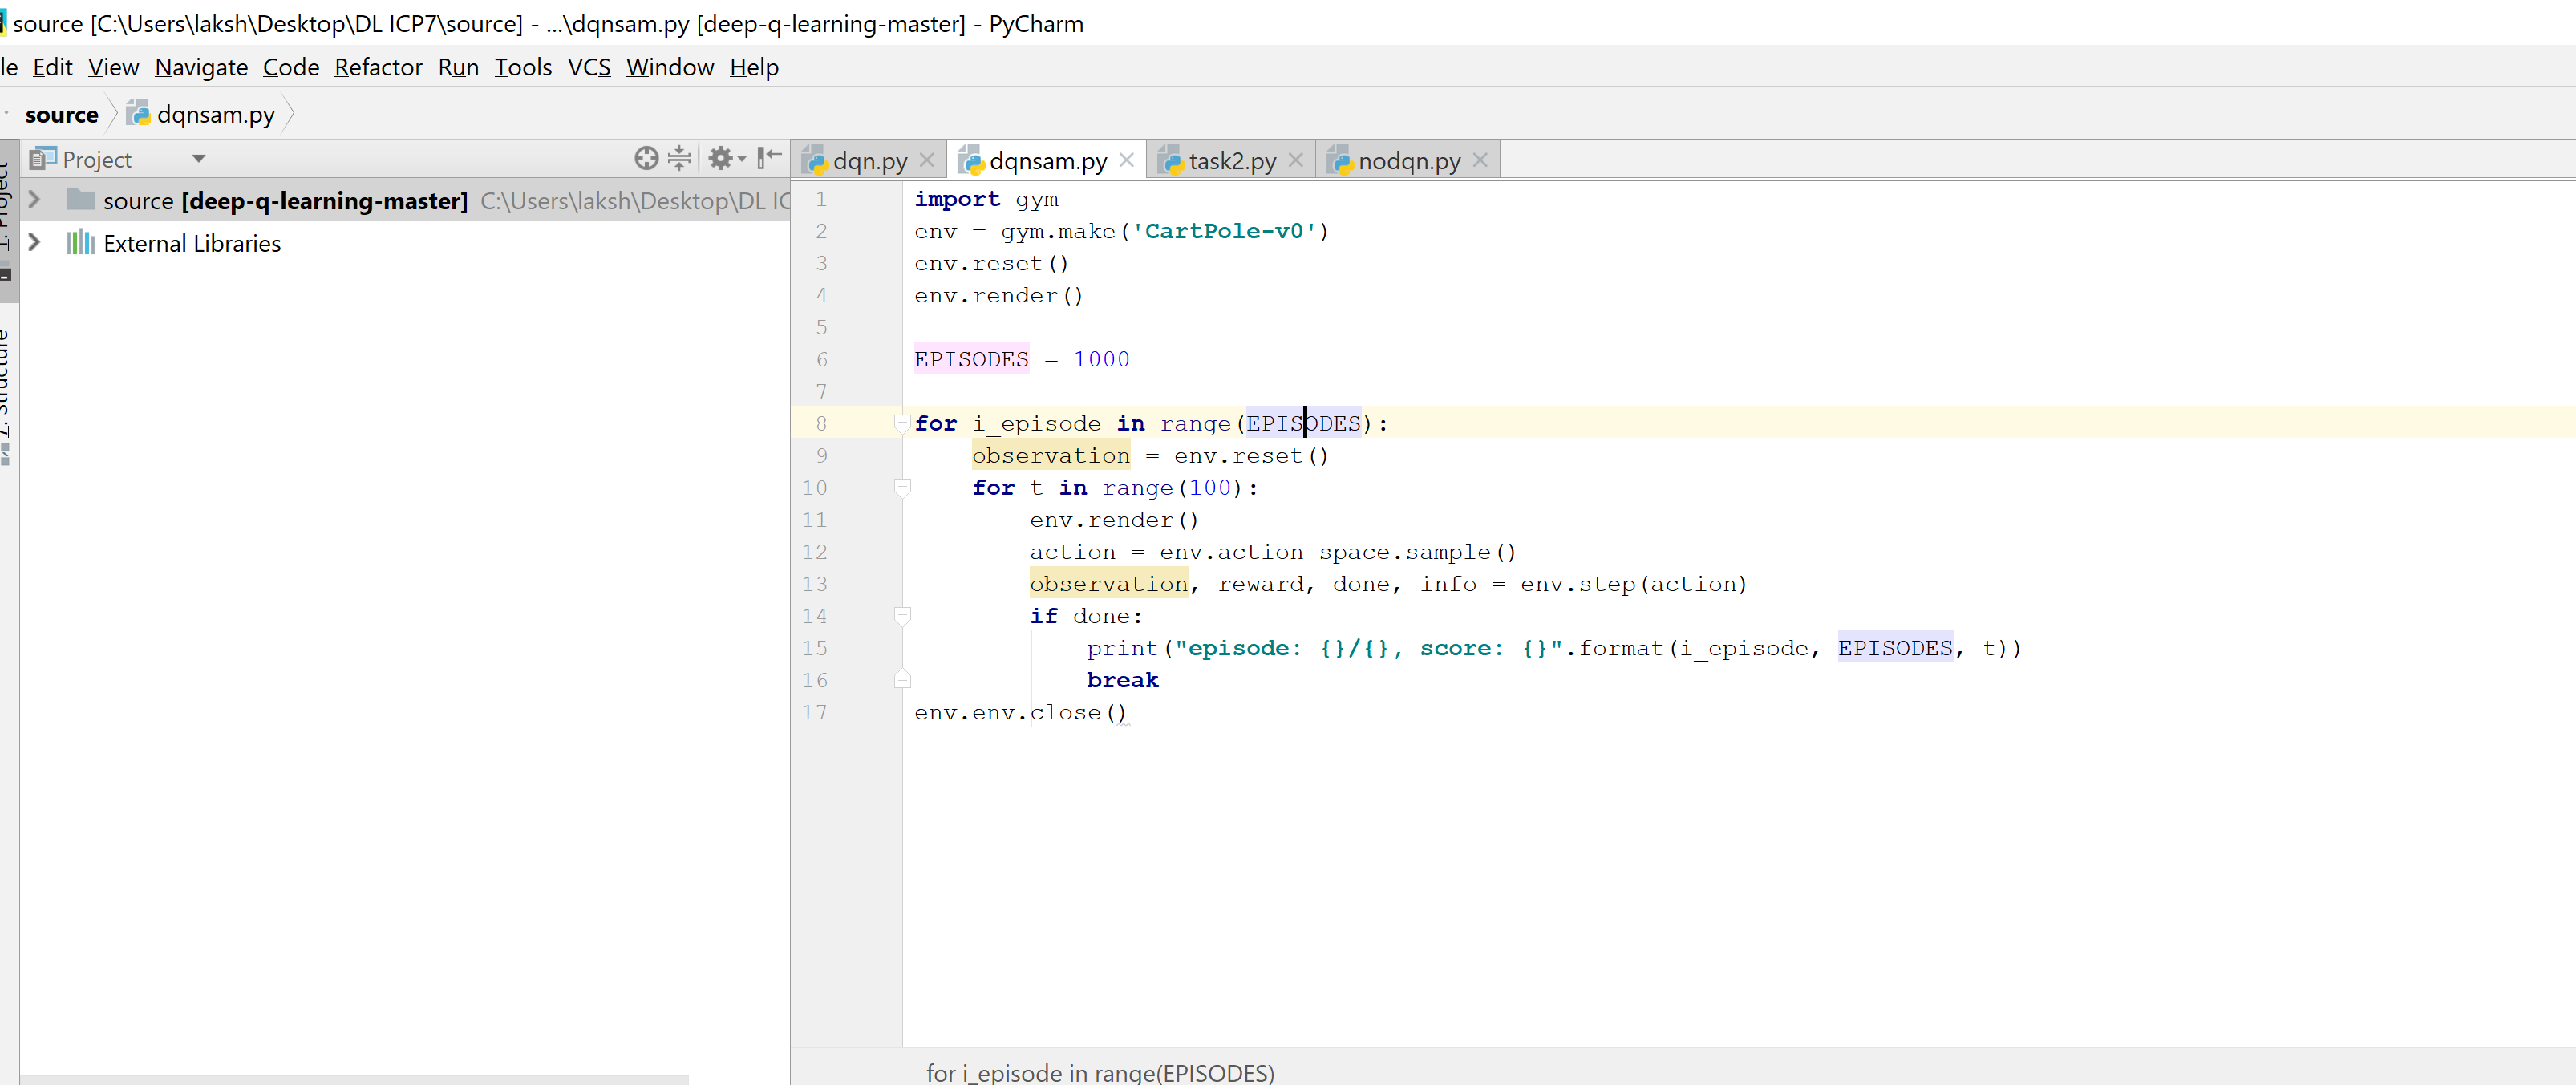 source [C:\Users\laksh\Desktop\DL ICP7\source] - ...\dqnsam.py [deep-q-learning-master] - PyCharm
le Edit View Navigate Code Refactor Run Tools VCS Window Help
source dqnsam.py
Project
dqn.py dqnsam.py task2.py nodqn.py
1: Project
7: Structure
source [deep-q-learning-master] C:\Users\laksh\Desktop\DL IC
External Libraries
1 import gym
2 env = gym.make('CartPole-v0')
3 env.reset()
4 env.render()
5
6 EPISODES = 1000
7
8 for i_episode in range(EPISODES):
9     observation = env.reset()
10     for t in range(100):
11         env.render()
12         action = env.action_space.sample()
13         observation, reward, done, info = env.step(action)
14         if done:
15             print("episode: {}/{}, score: {}".format(i_episode, EPISODES, t))
16             break
17 env.env.close()
for i_episode in range(EPISODES)